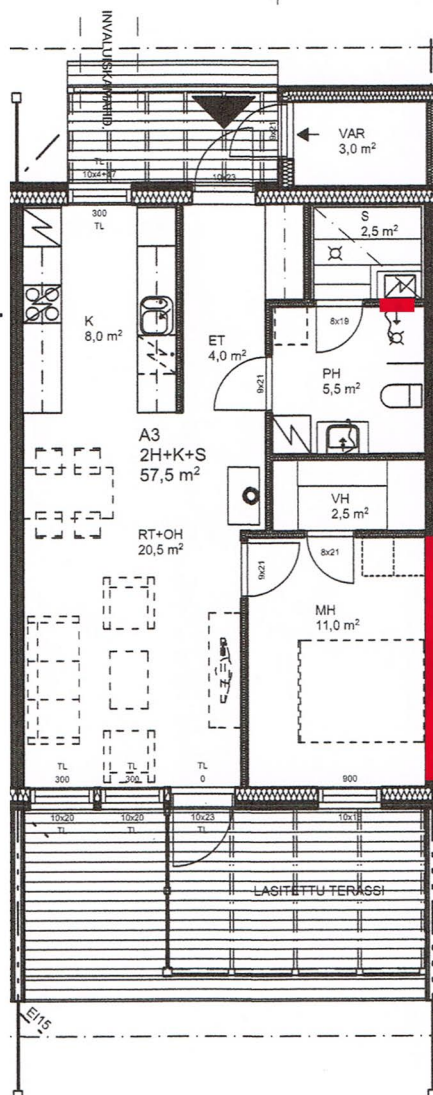 INVALUISKAMAHD.
VAR
3,0 m²
9x21
TL
10x4+17
10x23
300
TL
S
2,5 m²
K
8,0 m²
ET
4,0 m²
8x19
9x21
PH
5,5 m²
A3
2H+K+S
57,5 m²
VH
2,5 m²
RT+OH
20,5 m²
9x21
8x21
MH
11,0 m²
TL
300
TL
300
TL
0
900
10x20
TL
10x20
TL
10x23
TL
LASITETTU TERASSI
EI15